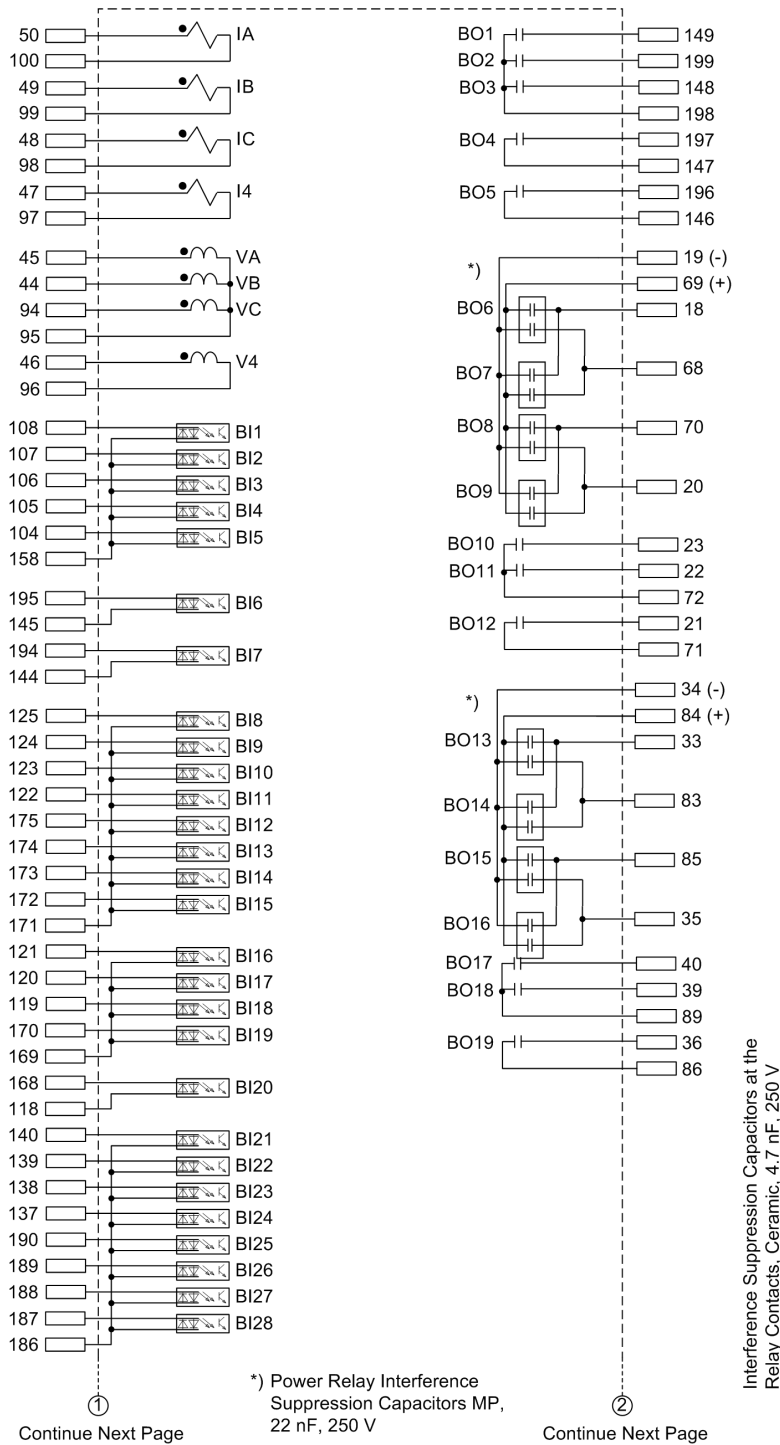 50 IA
100
49 IB
99
48 IC
98
47 I4
97
45 VA
44 VB
94 VC
95
46 V4
96
108 BI1
107 BI2
106 BI3
105 BI4
104 BI5
158
195 BI6
145
194 BI7
144
125 BI8
124 BI9
123 BI10
122 BI11
175 BI12
174 BI13
173 BI14
172 BI15
171
121 BI16
120 BI17
119 BI18
170 BI19
169
168 BI20
118
140 BI21
139 BI22
138 BI23
137 BI24
190 BI25
189 BI26
188 BI27
187 BI28
186
BO1 149
BO2 199
BO3 148
198
BO4 197
147
BO5 196
146
*) 19 (-)
69 (+)
BO6 18
BO7 68
BO8 70
BO9 20
BO10 23
BO11 22
72
BO12 21
71
*) 34 (-)
84 (+)
BO13 33
BO14 83
BO15 85
BO16 35
BO17 40
BO18 39
89
BO19 36
86
Interference Suppression Capacitors at the
Relay Contacts, Ceramic, 4.7 nF, 250 V
*) Power Relay Interference
Suppression Capacitors MP,
22 nF, 250 V
1
Continue Next Page
2
Continue Next Page